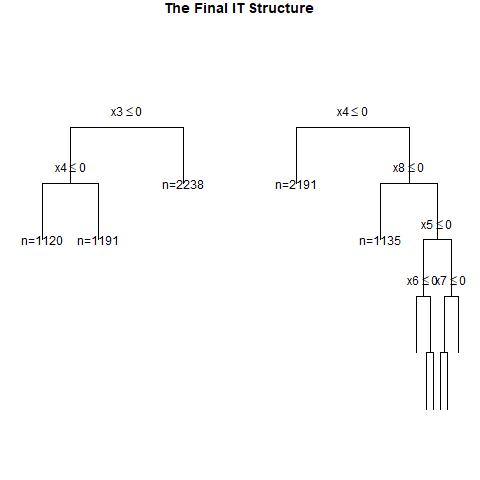 The Final IT Structure
x3 ≤ 0
x4 ≤ 0
x4 ≤ 0
x8 ≤ 0
n=2238
n=2191
x5 ≤ 0
n=1120
n=1191
n=1135
x6 ≤ 0
x7 ≤ 0